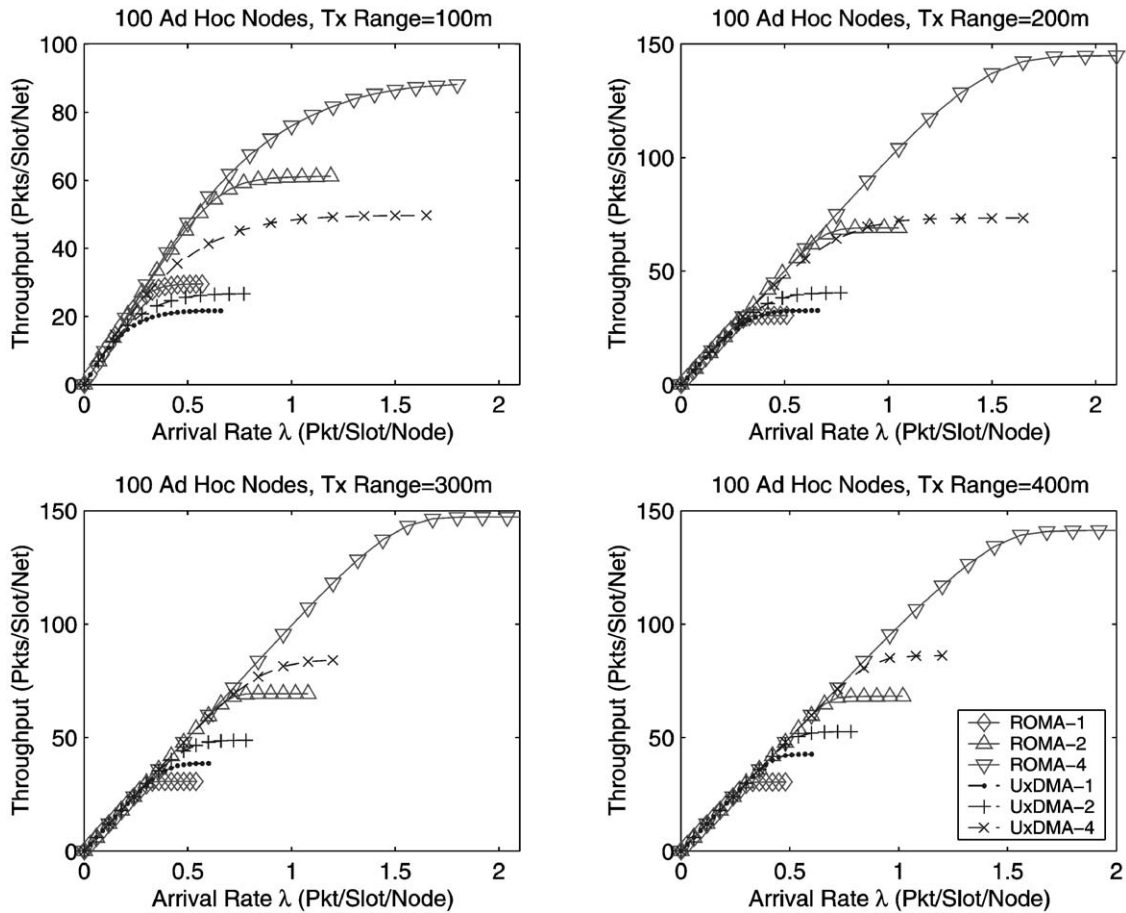 100 Ad Hoc Nodes, Tx Range=100m
Throughput (Pkts/Slot/Net)
100
80
60
40
20
0
0 0.5 1 1.5 2
Arrival Rate λ (Pkt/Slot/Node)
100 Ad Hoc Nodes, Tx Range=200m
Throughput (Pkts/Slot/Net)
150
100
50
0
0 0.5 1 1.5 2
Arrival Rate λ (Pkt/Slot/Node)
100 Ad Hoc Nodes, Tx Range=300m
Throughput (Pkts/Slot/Net)
150
100
50
0
0 0.5 1 1.5 2
Arrival Rate λ (Pkt/Slot/Node)
100 Ad Hoc Nodes, Tx Range=400m
Throughput (Pkts/Slot/Net)
150
100
50
0
0 0.5 1 1.5 2
Arrival Rate λ (Pkt/Slot/Node)
ROMA-1
ROMA-2
ROMA-4
UxDMA-1
UxDMA-2
UxDMA-4